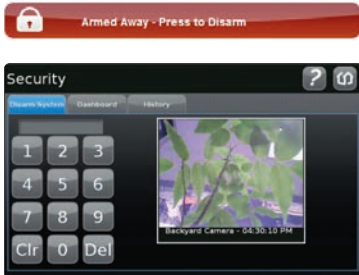 Armed Away - Press to Disarm
Security ?
Disarm System Dashboard History
1 2 3
4 5 6
7 8 9
Clr 0 Del
Backyard Camera - 04:30:10 PM